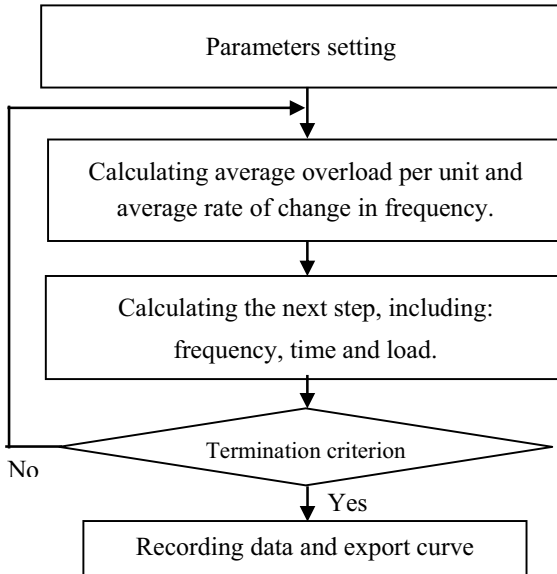 Parameters setting
Calculating average overload per unit and
average rate of change in frequency.
Calculating the next step, including:
frequency, time and load.
Termination criterion
No
Yes
Recording data and export curve